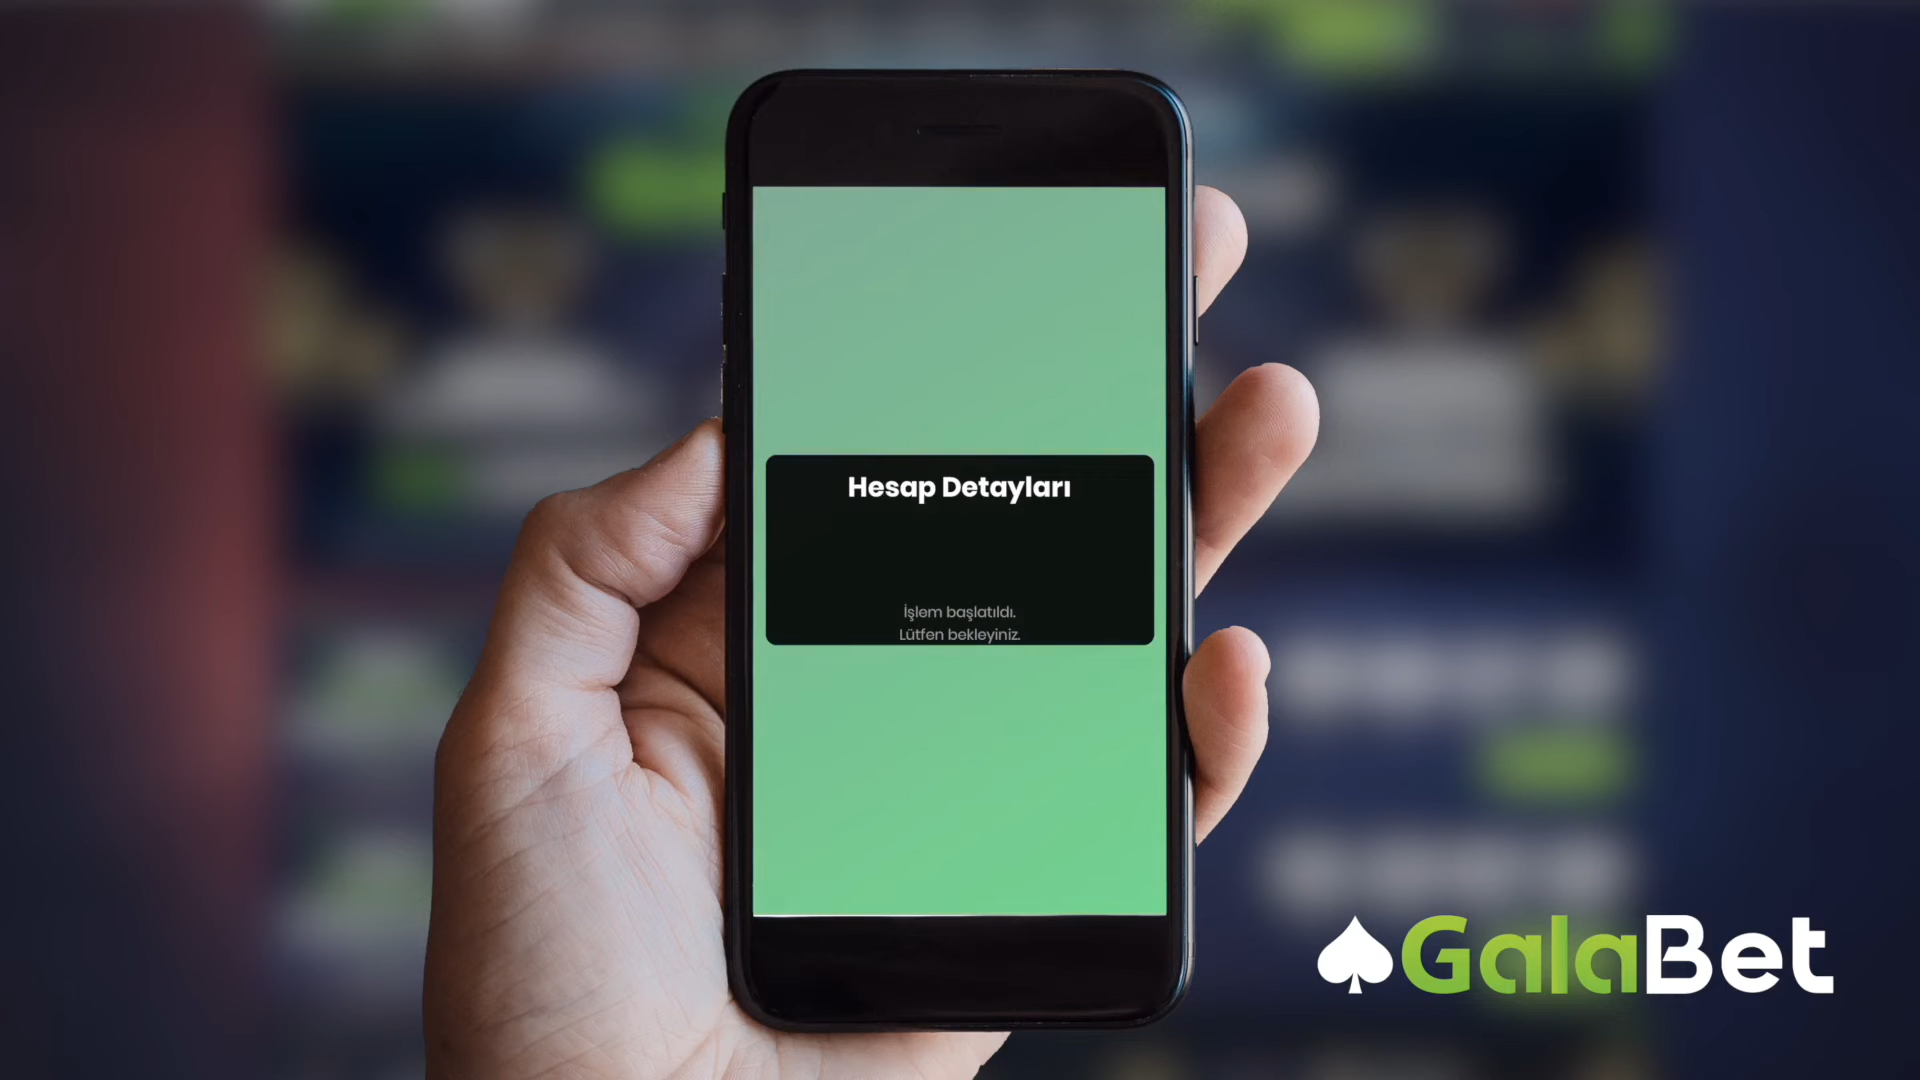 Hesap Detayları
İşlem başlatıldı.
Lütfen bekleyiniz.
GalaBet